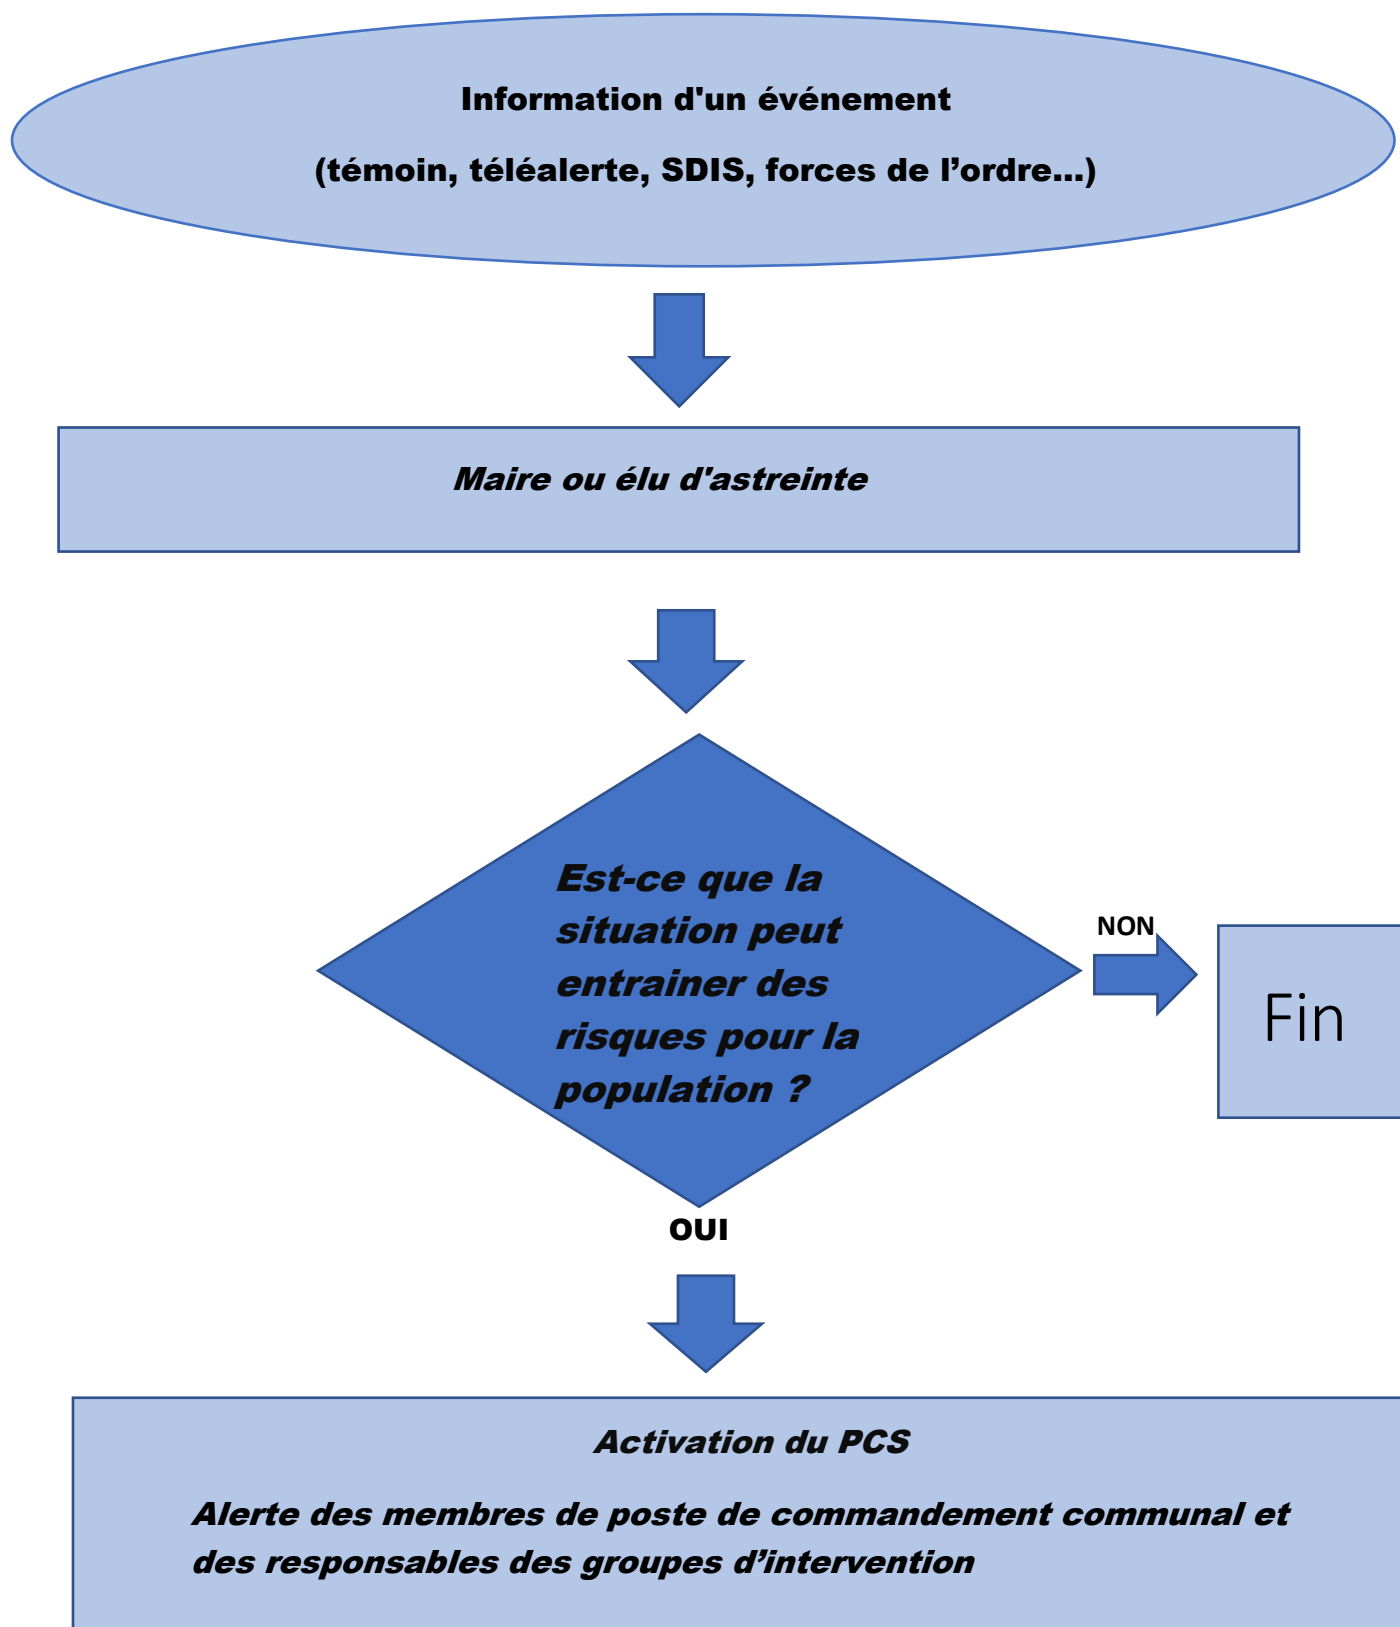 Information d'un événement
(témoin, téléalerte, SDIS, forces de l’ordre…)
Maire ou élu d'astreinte
Est-ce que la
situation peut
entrainer des
risques pour la
population ?
NON
Fin
OUI
Activation du PCS
Alerte des membres de poste de commandement communal et
des responsables des groupes d’intervention